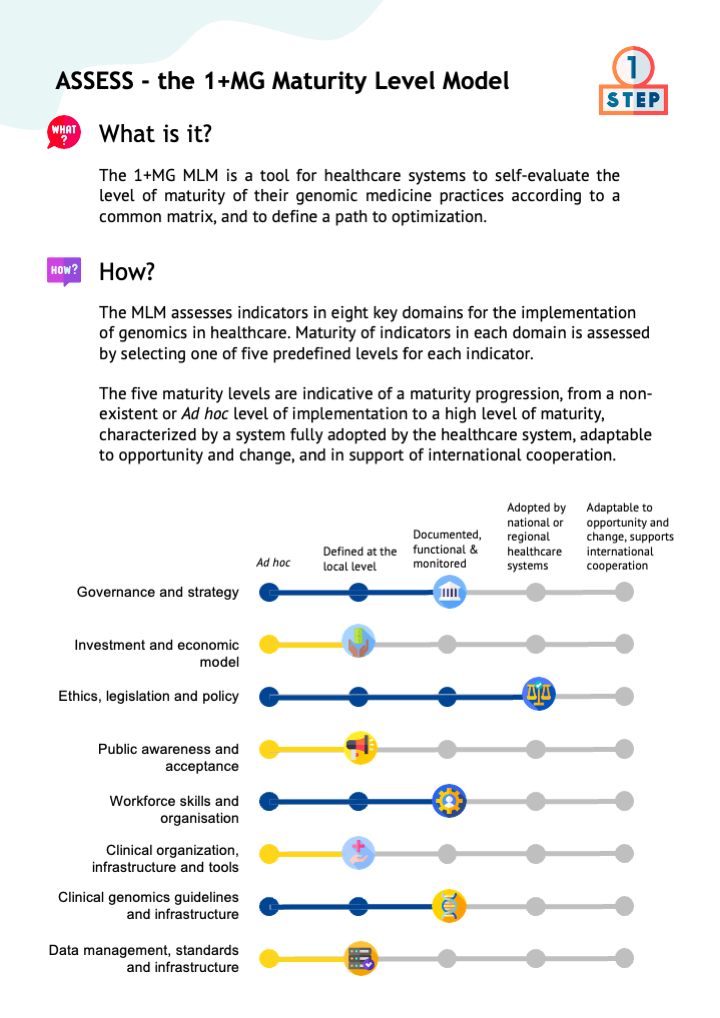 ASSESS - the 1+MG Maturity Level Model
1
STEP
WHAT
?
What is it?
The 1+MG MLM is a tool for healthcare systems to self-evaluate the
level of maturity of their genomic medicine practices according to a
common matrix, and to define a path to optimization.
HOW?
How?
The MLM assesses indicators in eight key domains for the implementation
of genomics in healthcare. Maturity of indicators in each domain is assessed
by selecting one of five predefined levels for each indicator.
The five maturity levels are indicative of a maturity progression, from a non-
existent or Ad hoc level of implementation to a high level of maturity,
characterized by a system fully adopted by the healthcare system, adaptable
to opportunity and change, and in support of international cooperation.
Ad hoc
Defined at the
local level
Documented,
functional &
monitored
Adopted by
national or
regional
healthcare
systems
Adaptable to
opportunity and
change, supports
international
cooperation
Governance and strategy
Investment and economic
model
Ethics, legislation and policy
Public awareness and
acceptance
Workforce skills and
organisation
Clinical organization,
infrastructure and tools
Clinical genomics guidelines
and infrastructure
Data management, standards
and infrastructure